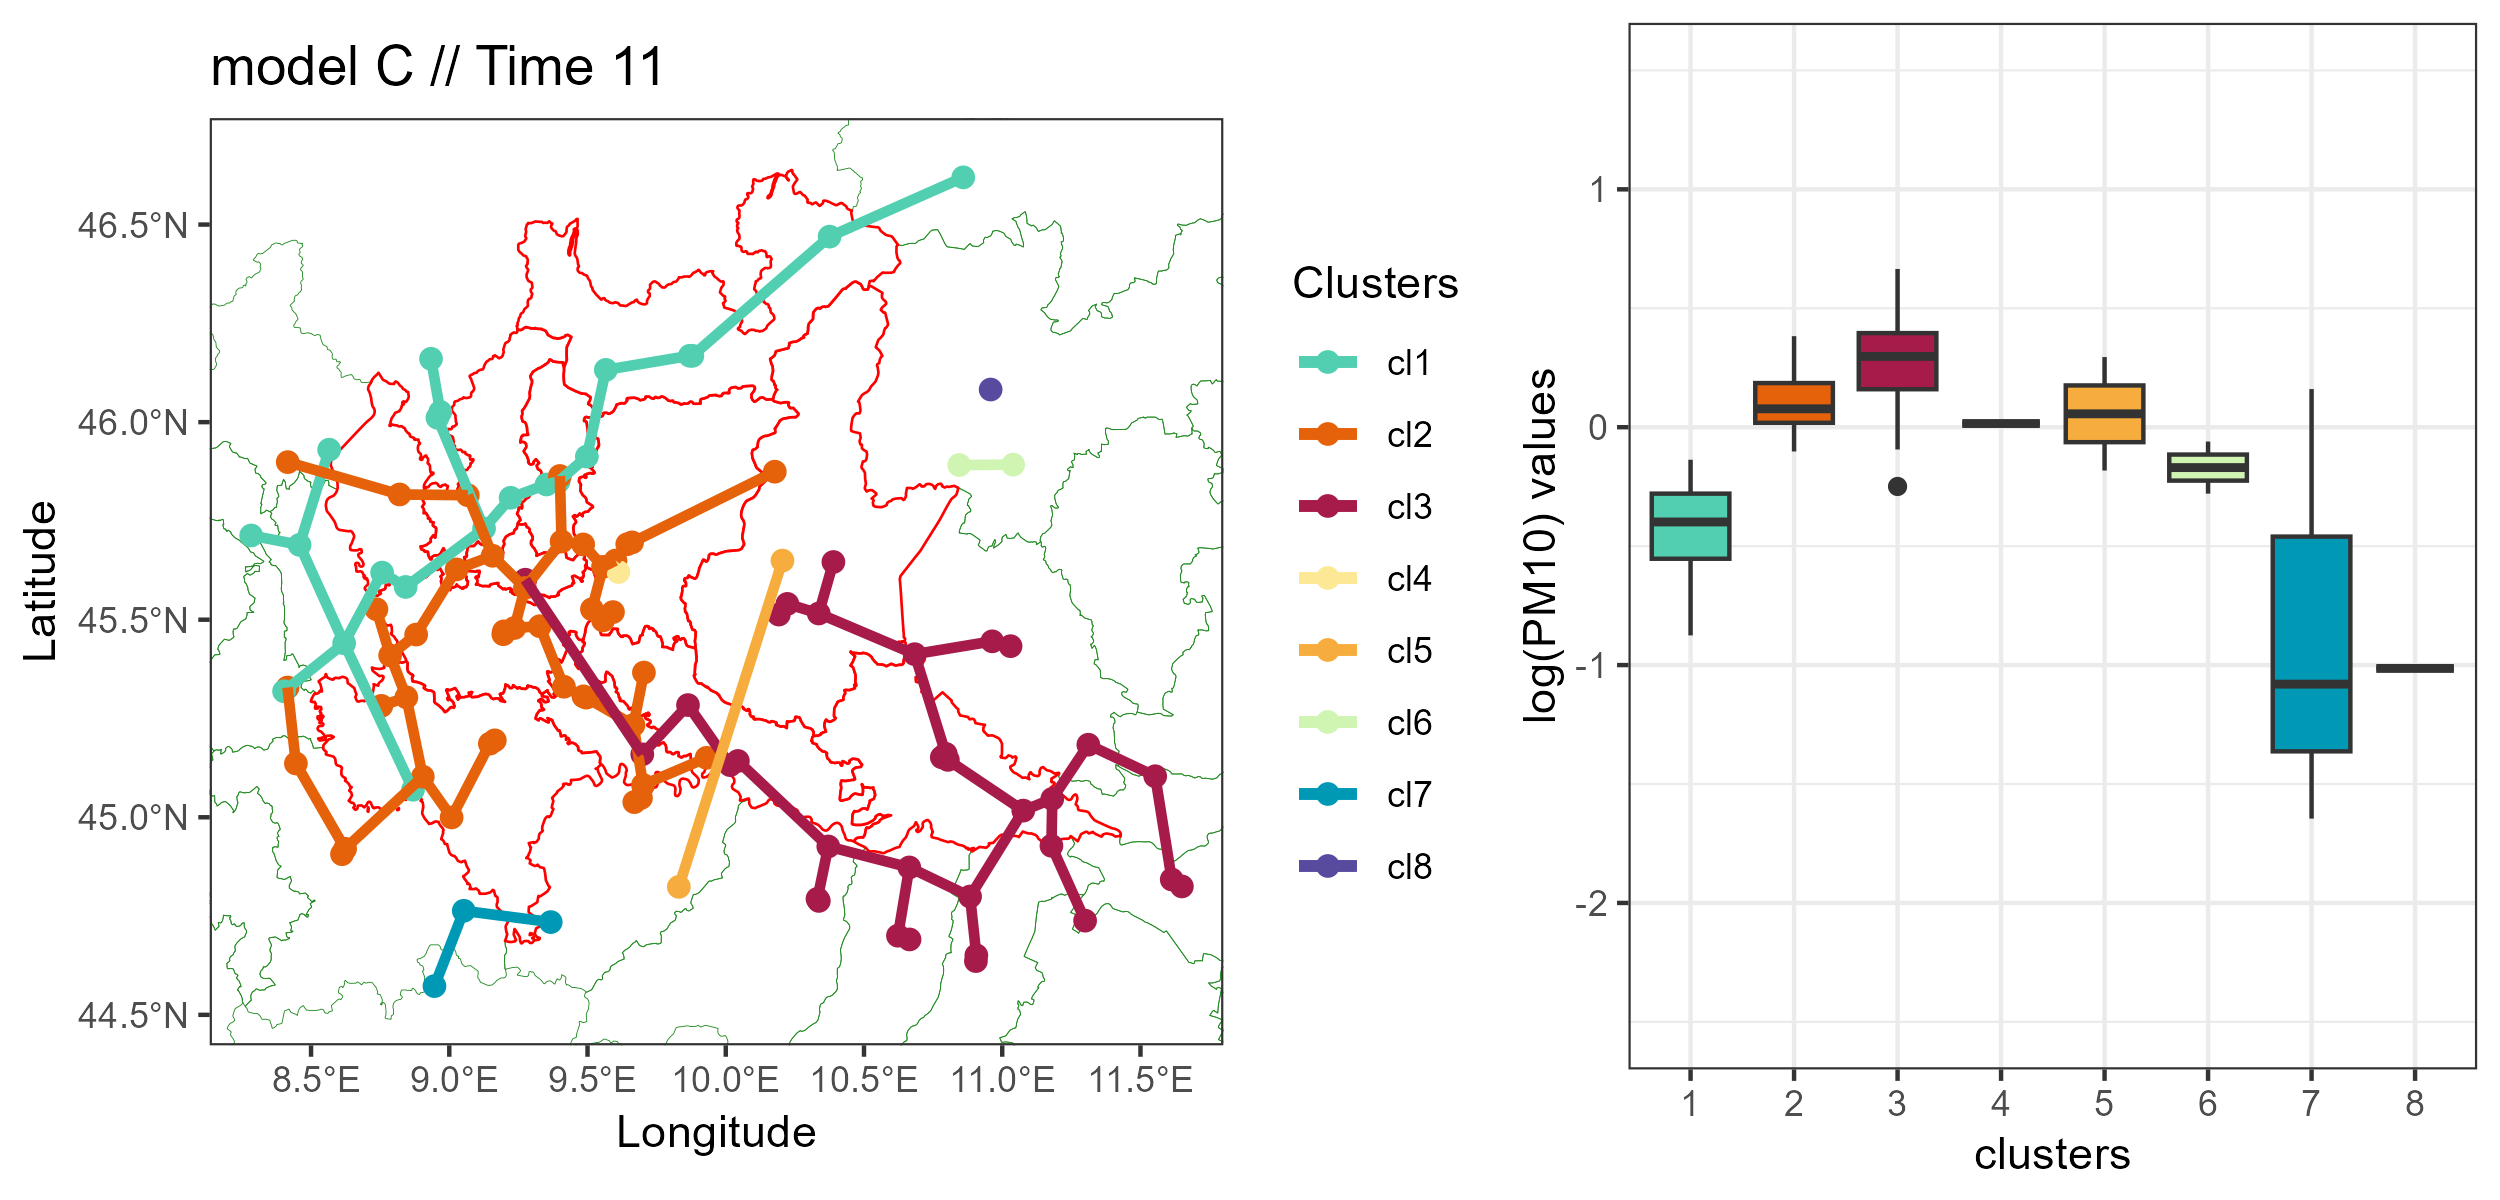 model C // Time 11
46.5°N
46.0°N
45.5°N
45.0°N
44.5°N
Latitude
8.5°E 9.0°E 9.5°E 10.0°E 10.5°E 11.0°E 11.5°E
Longitude
Clusters
cl1
cl2
cl3
cl4
cl5
cl6
cl7
cl8
log(PM10) values
1
0
-1
-2
1 2 3 4 5 6 7 8
clusters